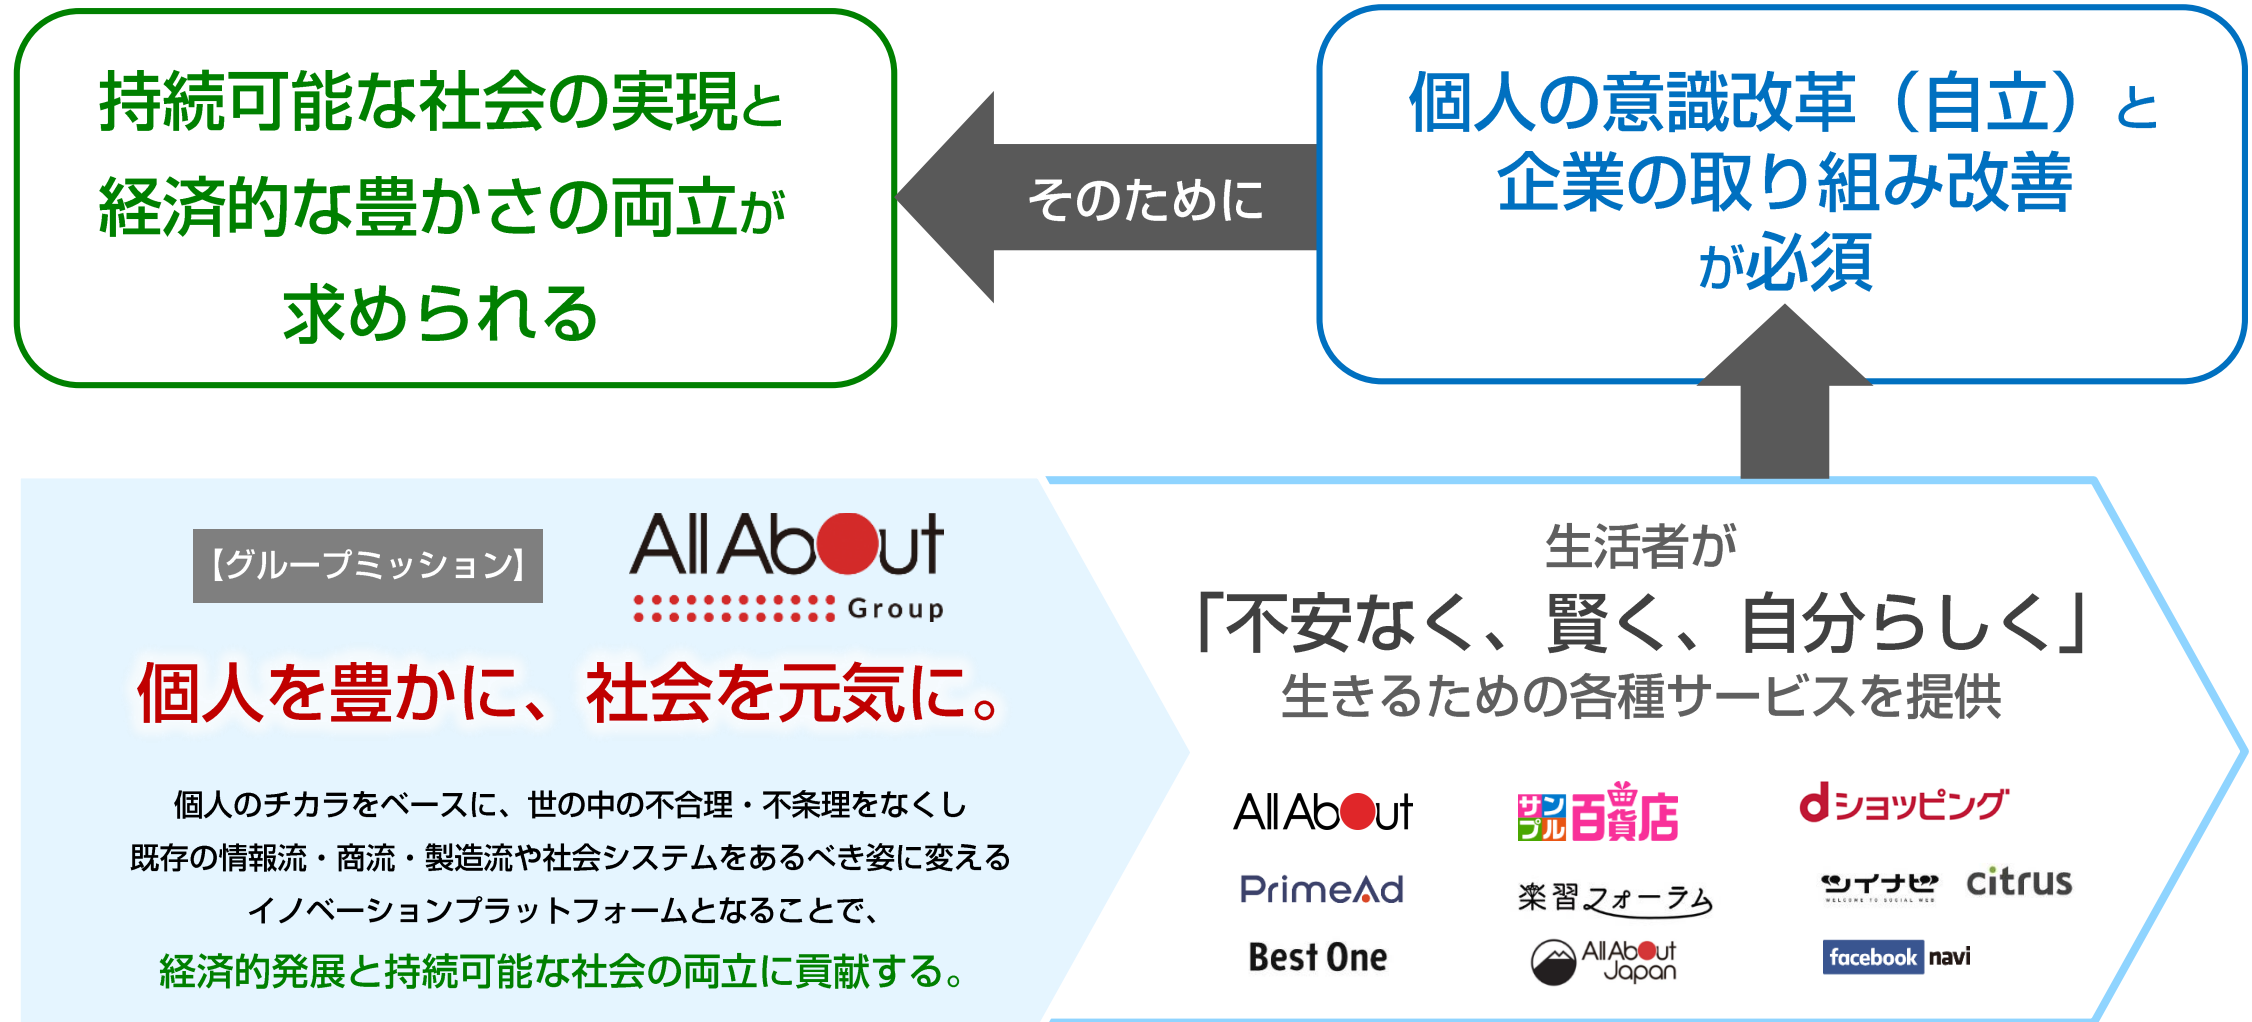 持続可能な社会の実現と
経済的な豊かさの両立が
求められる
そのために
個人の意識改革（自立）と
企業の取り組み改善
が必須
【グループミッション】
All About
Group
個人を豊かに、社会を元気に。
個人のチカラをベースに、世の中の不合理・不条理をなくし
既存の情報流・商流・製造流や社会システムをあるべき姿に変える
イノベーションプラットフォームとなることで、
経済的発展と持続可能な社会の両立に貢献する。
生活者が
「不安なく、賢く、自分らしく」
生きるための各種サービスを提供
All About
サンプル百貨店
dショッピング
PrimeAd
楽習フォーラム
ツイナビ
WELCOME TO SOCIAL WEB
citrus
Best One
All About
Japan
facebook navi